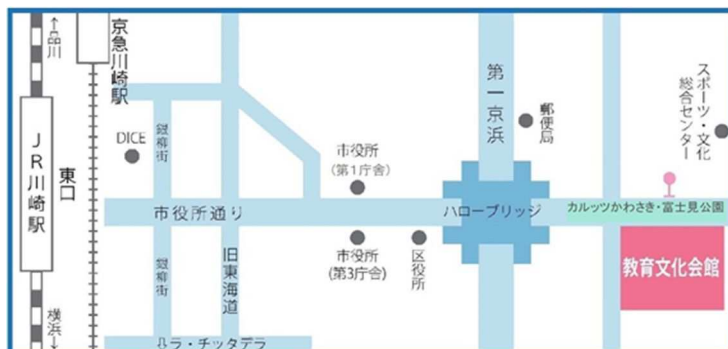 ←品川
京急川崎駅
JR川崎駅
東口
横浜→
DICE
銀柳街
銀柳街
市役所通り
旧東海道
ラ・チッタデラ
市役所
(第1庁舎)
市役所
(第3庁舎)
区役所
第一京浜
郵便局
ハローブリッジ
スポーツ・文化
総合センター
カルッツかわさき・富士見公園
教育文化会館